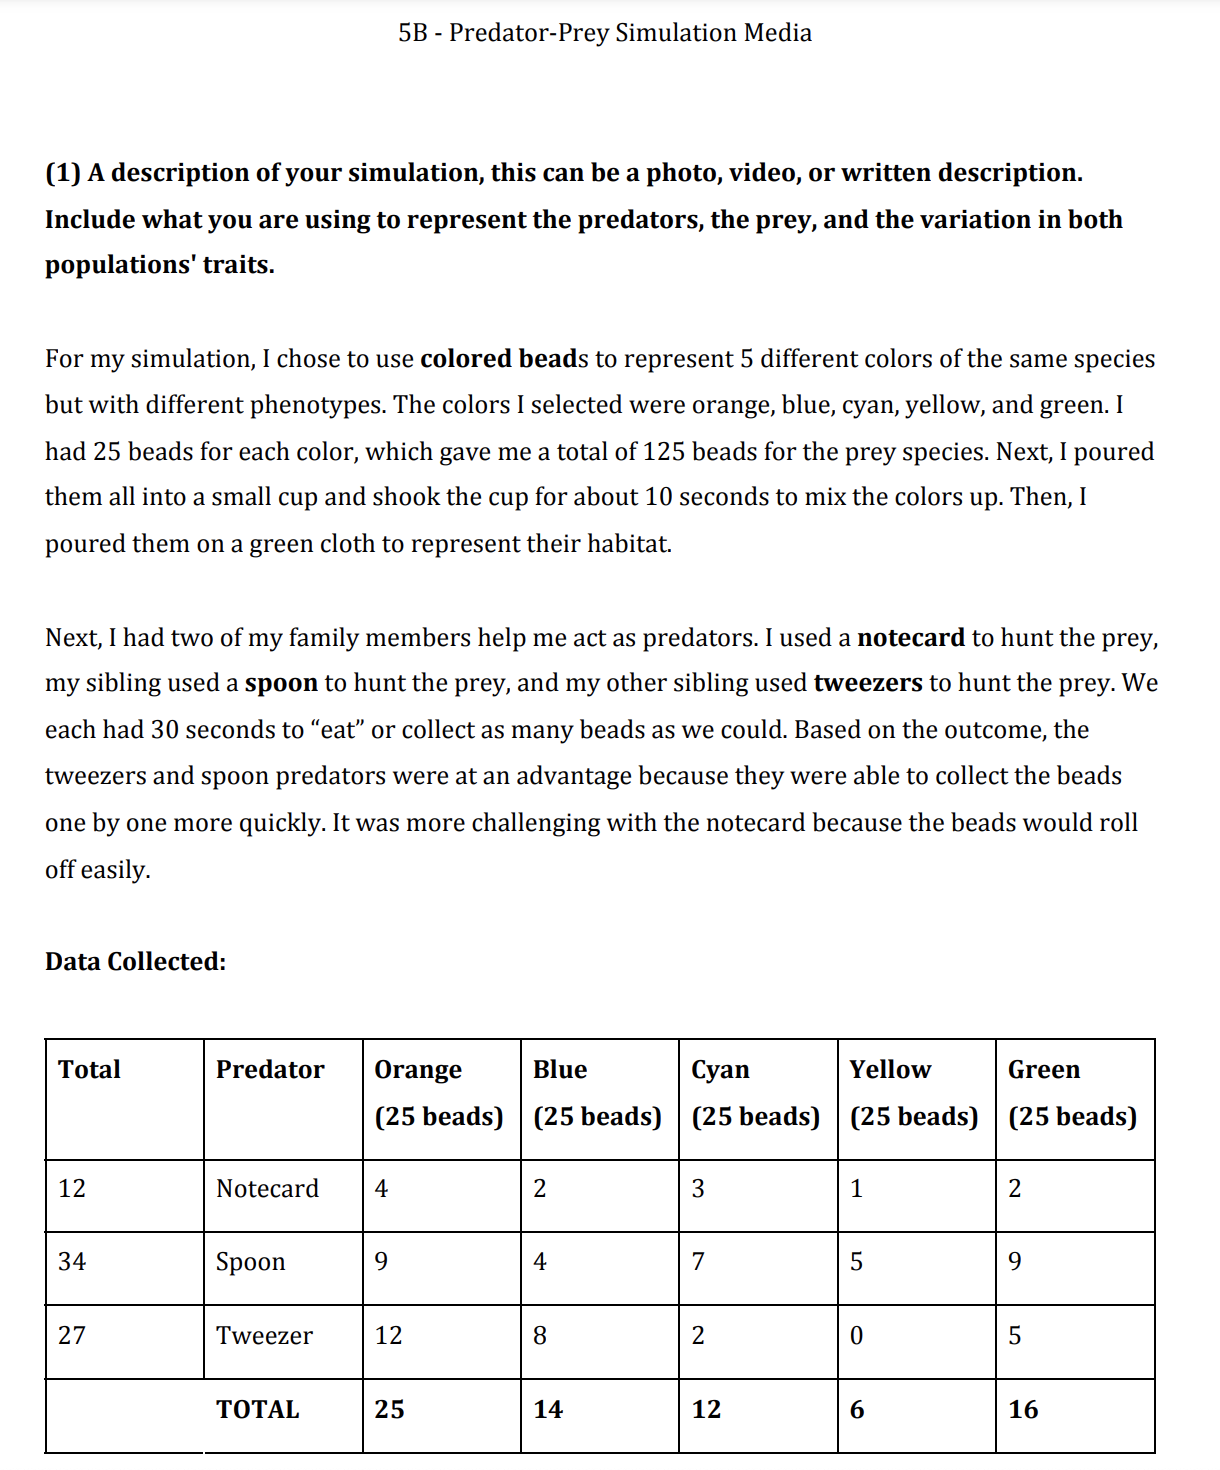 5B - Predator-Prey Simulation Media
(1) A description of your simulation, this can be a photo, video, or written description.
Include what you are using to represent the predators, the prey, and the variation in both
populations' traits.
For my simulation, I chose to use colored beads to represent 5 different colors of the same species
but with different phenotypes. The colors I selected were orange, blue, cyan, yellow, and green. I
had 25 beads for each color, which gave me a total of 125 beads for the prey species. Next, I poured
them all into a small cup and shook the cup for about 10 seconds to mix the colors up. Then, I
poured them on a green cloth to represent their habitat.
Next, I had two of my family members help me act as predators. I used a notecard to hunt the prey,
my sibling used a spoon to hunt the prey, and my other sibling used tweezers to hunt the prey. We
each had 30 seconds to “eat” or collect as many beads as we could. Based on the outcome, the
tweezers and spoon predators were at an advantage because they were able to collect the beads
one by one more quickly. It was more challenging with the notecard because the beads would roll
off easily.
Data Collected:
Total Predator Orange Blue Cyan Yellow Green
(25 beads) (25 beads) (25 beads) (25 beads) (25 beads)
12 Notecard 4 2 3 1 2
34 Spoon 9 4 7 5 9
27 Tweezer 12 8 2 0 5
TOTAL 25 14 12 6 16